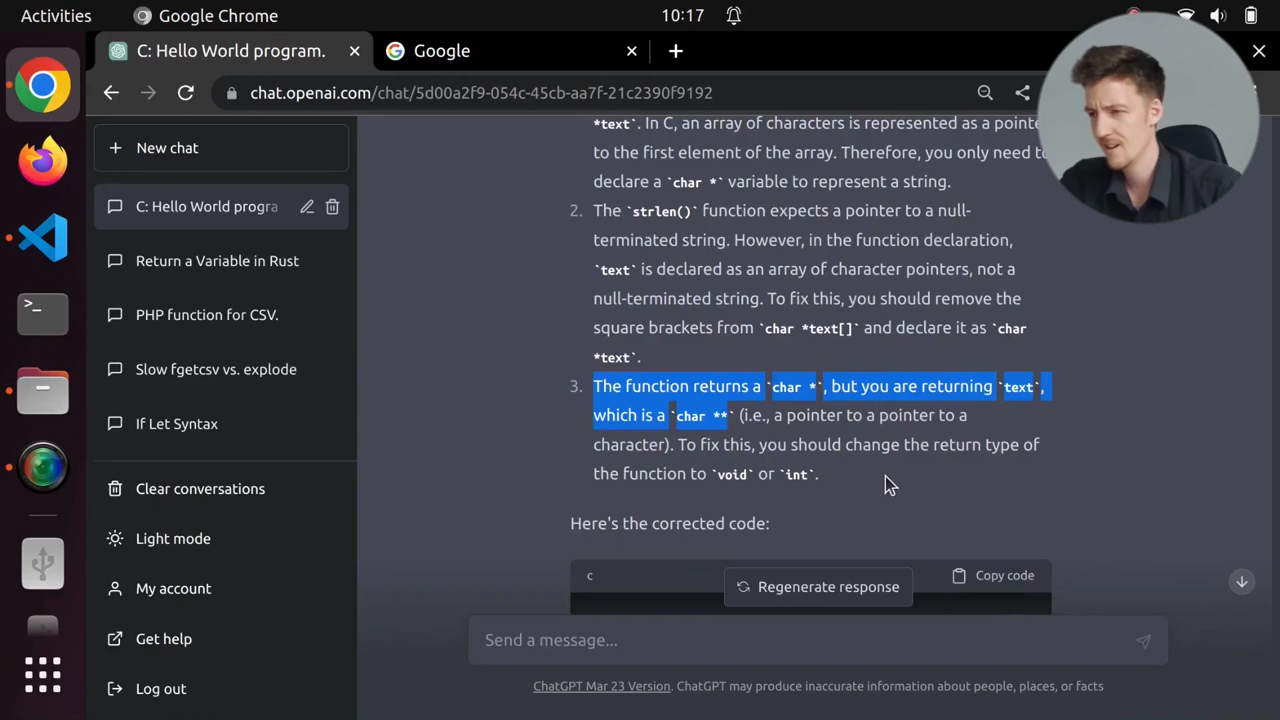 Activities
Google Chrome
10:17
C: Hello World program.
Google
chat.openai.com/chat/5d00a2f9-054c-45cb-aa7f-21c2390f9192
New chat
C: Hello World progra
Return a Variable in Rust
PHP function for CSV.
Slow fgetcsv vs. explode
If Let Syntax
Clear conversations
Light mode
My account
Get help
Log out
`*text`. In C, an array of characters is represented as a pointe
to the first element of the array. Therefore, you only need to
declare a `char *` variable to represent a string.
2. The `strlen()` function expects a pointer to a null-
terminated string. However, in the function declaration,
`text` is declared as an array of character pointers, not a
null-terminated string. To fix this, you should remove the
square brackets from `char *text[]` and declare it as `char
*text`.
3. The function returns a `char *`, but you are returning `text`,
which is a `char **` (i.e., a pointer to a pointer to a
character). To fix this, you should change the return type of
the function to `void` or `int`.
Here's the corrected code:
c
Copy code
Regenerate response
Send a message...
ChatGPT Mar 23 Version. ChatGPT may produce inaccurate information about people, places, or facts